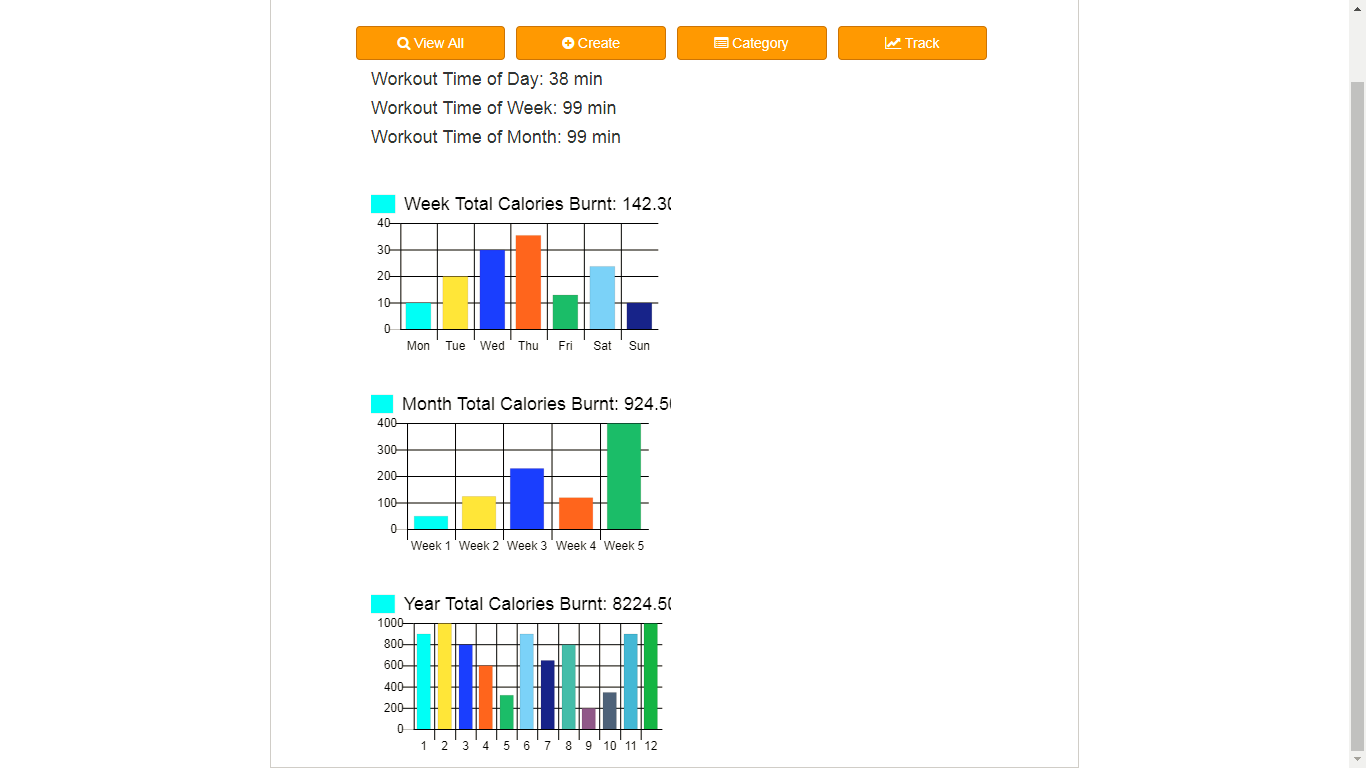 View All Create Category Track
Workout Time of Day: 38 min
Workout Time of Week: 99 min
Workout Time of Month: 99 min
Week Total Calories Burnt: 142.30
40
30
20
10
0
Mon Tue Wed Thu Fri Sat Sun
Month Total Calories Burnt: 924.50
400
300
200
100
0
Week 1 Week 2 Week 3 Week 4 Week 5
Year Total Calories Burnt: 8224.50
1000
800
600
400
200
0
1 2 3 4 5 6 7 8 9 10 11 12